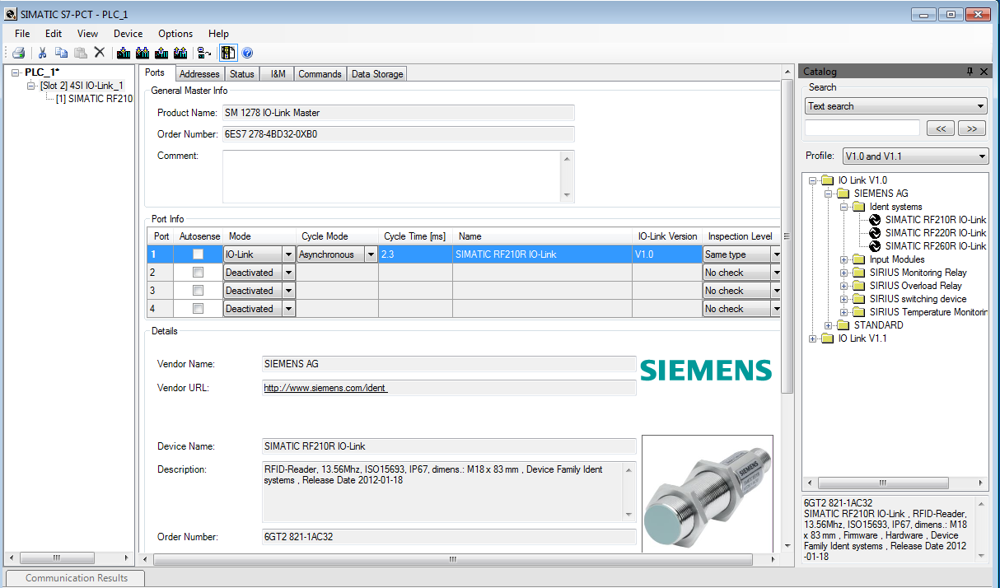 SIMATIC S7-PCT - PLC_1
File Edit View Device Options Help
PLC_1*
[Slot 2] 4SI IO-Link_1
[1] SIMATIC RF210
Ports Addresses Status I&M Commands Data Storage
General Master Info
Product Name: SM 1278 IO-Link Master
Order Number: 6ES7 278-4BD32-0XB0
Comment:
Port Info
Port Autosense Mode Cycle Mode Cycle Time [ms] Name IO-Link Version Inspection Level
1 IO-Link Asynchronous 2.3 SIMATIC RF210R IO-Link V1.0 Same type
2 Deactivated No check
3 Deactivated No check
4 Deactivated No check
Details
Vendor Name: SIEMENS AG
SIEMENS
Vendor URL: http://www.siemens.com/ident
Device Name: SIMATIC RF210R IO-Link
Description: RFID-Reader, 13.56Mhz, ISO15693, IP67, dimens.: M18 x 83 mm , Device Family Ident
systems , Release Date 2012-01-18
SIEMENS
Order Number: 6GT2 821-1AC32
Catalog
Search
Text search
<< >>
Profile: V1.0 and V1.1
IO Link V1.0
SIEMENS AG
Ident systems
SIMATIC RF210R IO-Link
SIMATIC RF220R IO-Link
SIMATIC RF260R IO-Link
Input Modules
SIRIUS Monitoring Relay
SIRIUS Overload Relay
SIRIUS switching device
SIRIUS Temperature Monitorin
STANDARD
IO Link V1.1
6GT2 821-1AC32
SIMATIC RF210R IO-Link , RFID-Reader,
13.56Mhz, ISO15693, IP67, dimens.: M18
x 83 mm , Firmware , Hardware , Device
Family Ident systems , Release Date 2012
-01-18
Communication Results